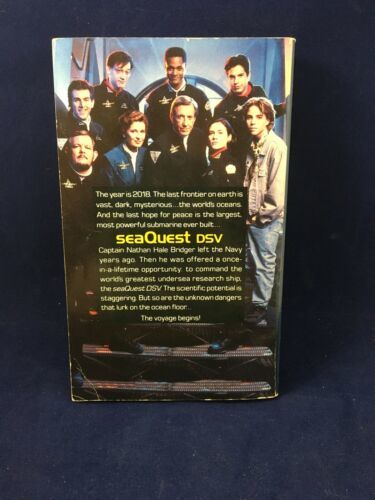 The year is 2018. The last frontier on earth is
vast, dark, mysterious...the world's oceans.
And the last hope for peace is the largest,
most powerful submarine ever built....
seaQuest DSV
Captain Nathan Hale Bridger left the Navy
years ago. Then he was offered a once-
in-a-lifetime opportunity: to command the
world's greatest undersea research ship,
the seaQuest DSV. The scientific potential is
staggering. But so are the unknown dangers
that lurk on the ocean floor...
The voyage begins!